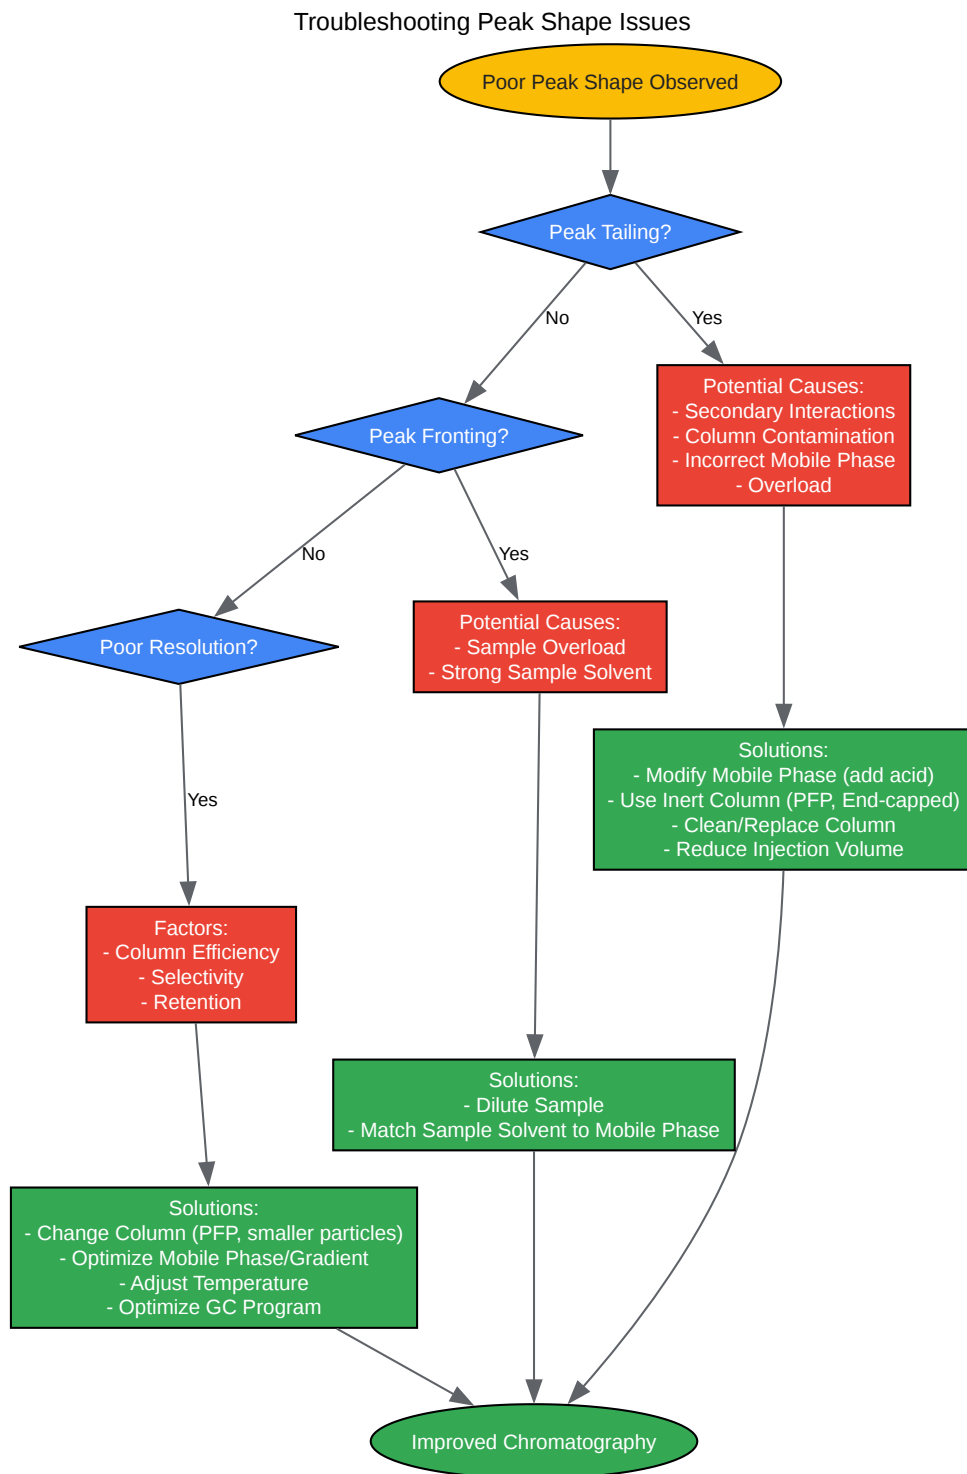 Troubleshooting Peak Shape Issues
Poor Peak Shape Observed
Peak Tailing?
No
Yes
Potential Causes:
- Secondary Interactions
- Column Contamination
- Incorrect Mobile Phase
- Overload
Peak Fronting?
No
Yes
Potential Causes:
- Sample Overload
- Strong Sample Solvent
Poor Resolution?
Solutions:
- Modify Mobile Phase (add acid)
- Use Inert Column (PFP, End-capped)
- Clean/Replace Column
- Reduce Injection Volume
Yes
Factors:
- Column Efficiency
- Selectivity
- Retention
Solutions:
- Dilute Sample
- Match Sample Solvent to Mobile Phase
Solutions:
- Change Column (PFP, smaller particles)
- Optimize Mobile Phase/Gradient
- Adjust Temperature
- Optimize GC Program
Improved Chromatography